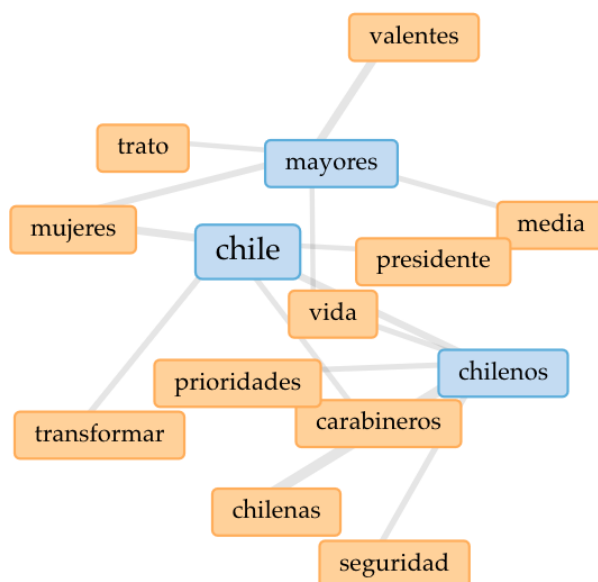 valentes
trato
mayores
mujeres
media
chile
presidente
vida
chilenos
prioridades
carabineros
transformar
chilenas
seguridad